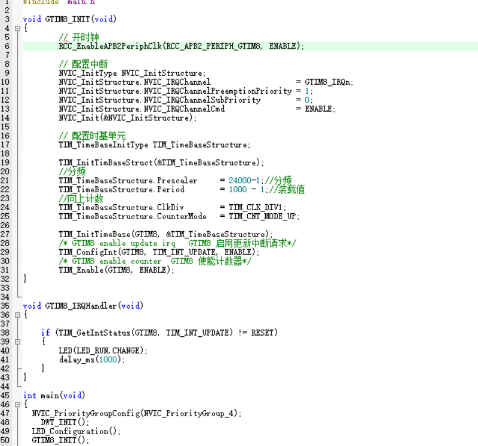 1 #include "main.h"
2
3 void GTIM8_INIT(void)
4 {
5 // 开时钟
6 RCC_EnableAPB2PeriphClk(RCC_APB2_PERIPH_GTIM8, ENABLE);
7
8 // 配置中断
9 NVIC_InitType NVIC_InitStructure;
10 NVIC_InitStructure.NVIC_IRQChannel = GTIM8_IRQn;
11 NVIC_InitStructure.NVIC_IRQChannelPreemptionPriority = 1;
12 NVIC_InitStructure.NVIC_IRQChannelSubPriority = 0;
13 NVIC_InitStructure.NVIC_IRQChannelCmd = ENABLE;
14 NVIC_Init(&NVIC_InitStructure);
15
16 // 配置时基单元
17 TIM_TimeBaseInitType TIM_TimeBaseStructure;
18
19 TIM_InitTimBaseStruct(&TIM_TimeBaseStructure);
20 //分频
21 TIM_TimeBaseStructure.Prescaler = 24000-1;//分频
22 TIM_TimeBaseStructure.Period = 1000 - 1;//装载值
23 //向上计数
24 TIM_TimeBaseStructure.ClkDiv = TIM_CLK_DIV1;
25 TIM_TimeBaseStructure.CounterMode = TIM_CNT_MODE_UP;
26
27 TIM_InitTimeBase(GTIM8, &TIM_TimeBaseStructure);
28 /* GTIM8 enable update irq GTIM8 启用更新中断请求*/
29 TIM_ConfigInt(GTIM8, TIM_INT_UPDATE, ENABLE);
30 /* GTIM8 enable counter GTIM8 使能计数器*/
31 TIM_Enable(GTIM8, ENABLE);
32 }
33
34
35 void GTIM8_IRQHandler(void)
36 {
37
38 if (TIM_GetIntStatus(GTIM8, TIM_INT_UPDATE) != RESET)
39 {
40 LED(LED_RUN,CHANGE);
41 delay_ms(1000);
42 }
43 }
44
45 int main(void)
46 {
47 NVIC_PriorityGroupConfig(NVIC_PriorityGroup_4);
48 DWT_INIT();
49 LED_Configuration();
50 GTIM8_INIT();